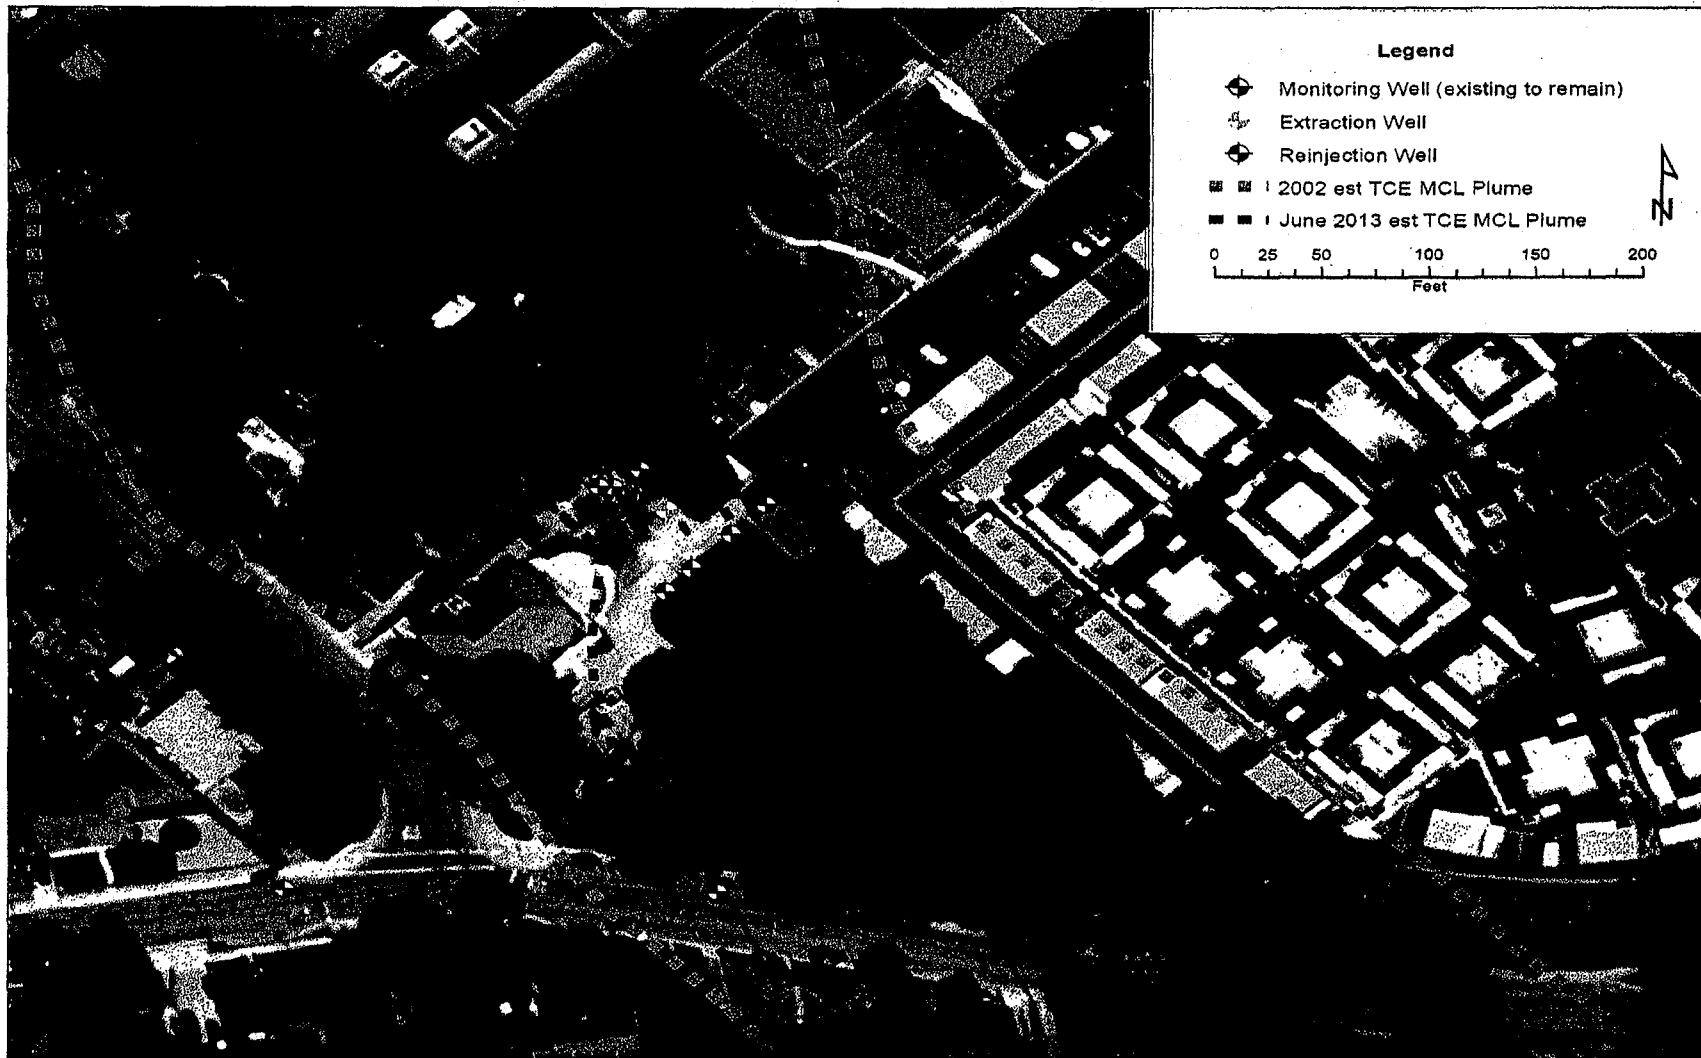 Legend
Monitoring Well (existing to remain)
Extraction Well
Reinjection Well
2002 est TCE MCL Plume
June 2013 est TCE MCL Plume
0 25 50 100 150 200
Feet
N